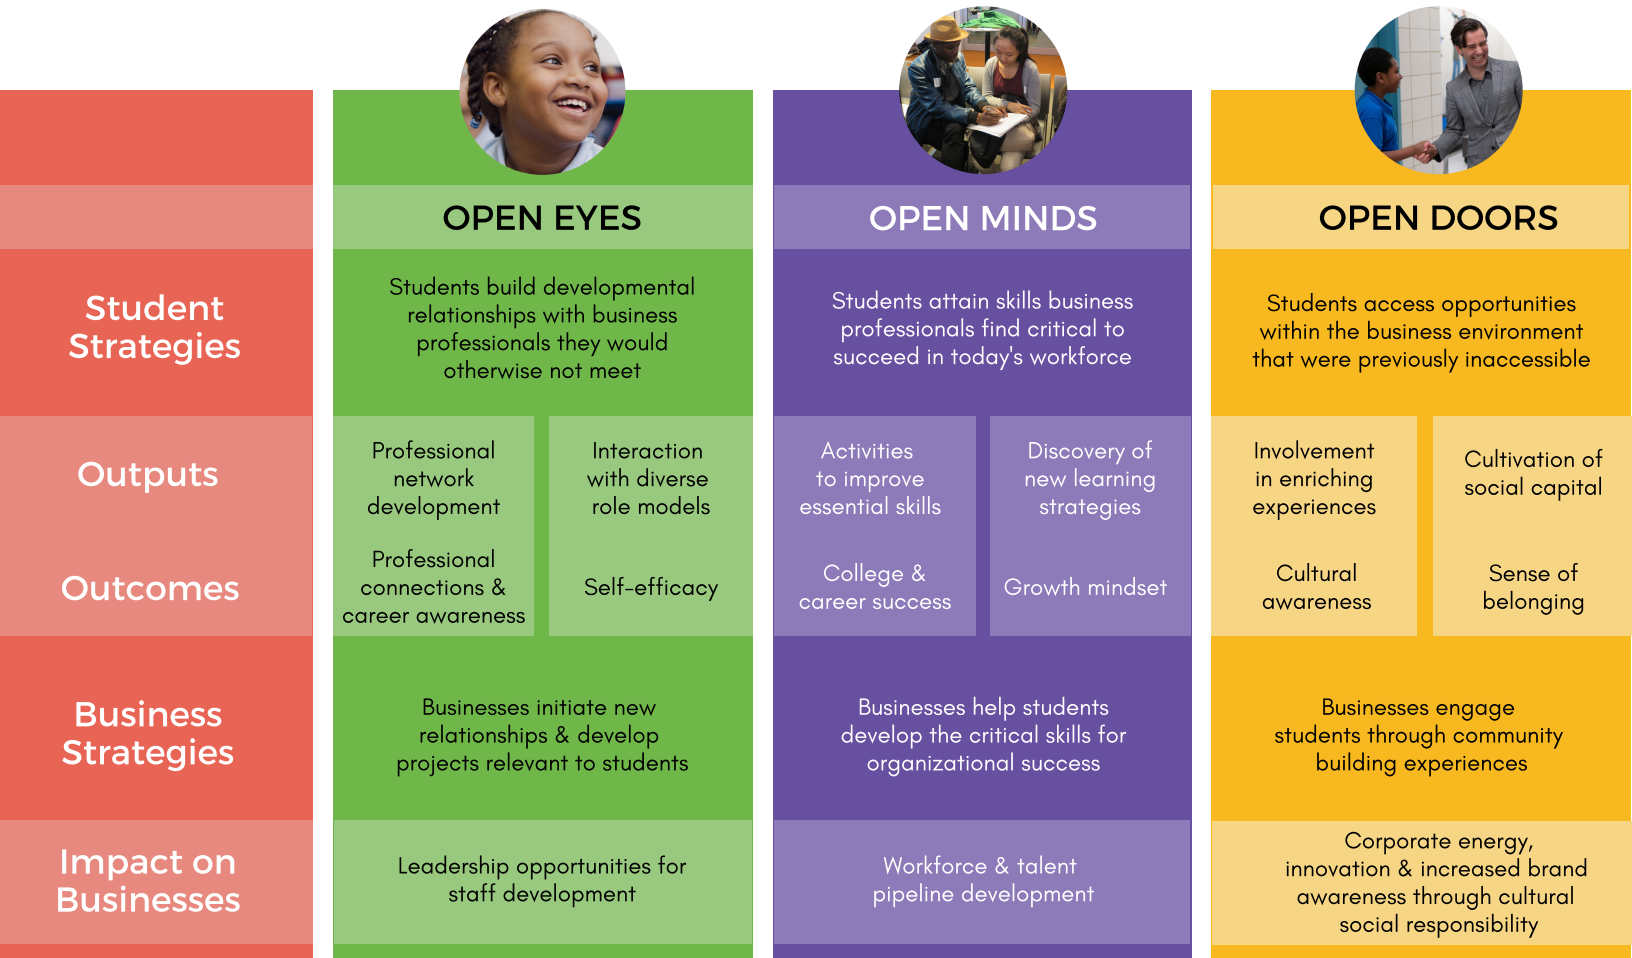 OPEN EYES
OPEN MINDS
OPEN DOORS
Student
Strategies
Students build developmental
relationships with business
professionals they would
otherwise not meet
Students attain skills business
professionals find critical to
succeed in today's workforce
Students access opportunities
within the business environment
that were previously inaccessible
Outputs
Professional
network
development
Interaction
with diverse
role models
Activities
to improve
essential skills
Discovery of
new learning
strategies
Involvement
in enriching
experiences
Cultivation of
social capital
Outcomes
Professional
connections &
career awareness
Self-efficacy
College &
career success
Growth mindset
Cultural
awareness
Sense of
belonging
Business
Strategies
Businesses initiate new
relationships & develop
projects relevant to students
Businesses help students
develop the critical skills for
organizational success
Businesses engage
students through community
building experiences
Impact on
Businesses
Leadership opportunities for
staff development
Workforce & talent
pipeline development
Corporate energy,
innovation & increased brand
awareness through cultural
social responsibility